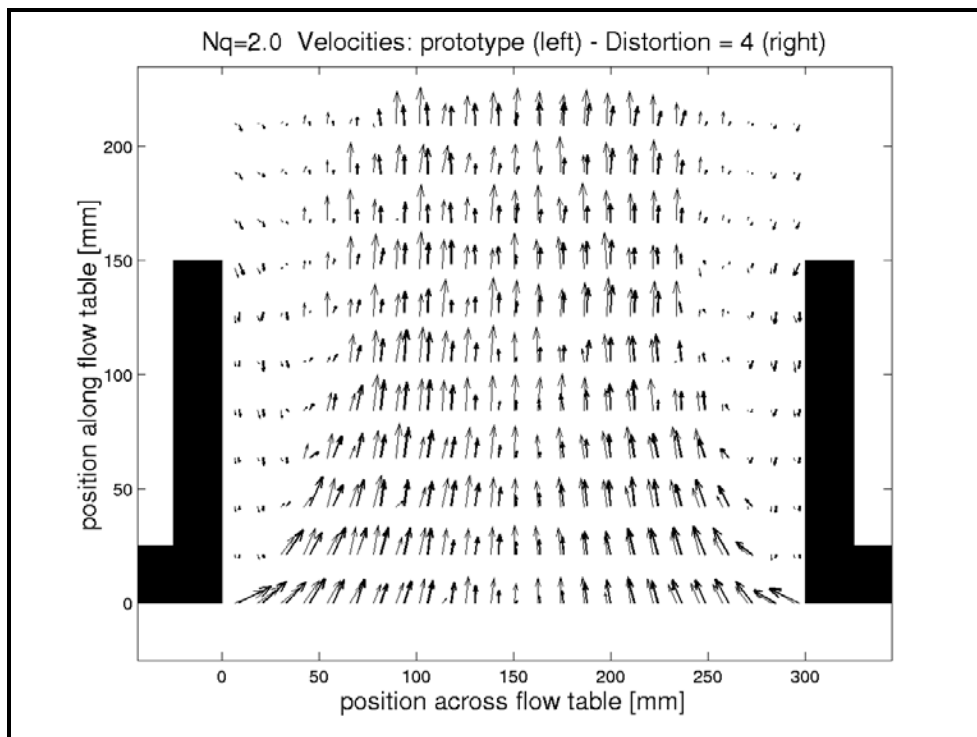 Nq=2.0 Velocities: prototype (left) - Distortion = 4 (right)
200
150
100
50
0
position along flow table [mm]
0 50 100 150 200 250 300
position across flow table [mm]